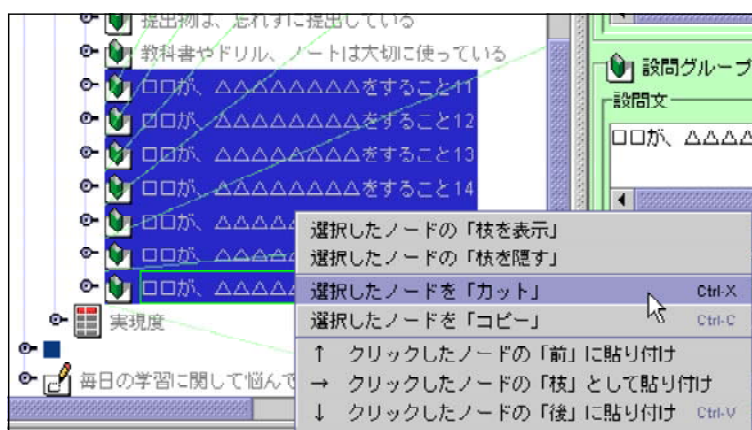 提出物は、忘れずに提出している
教科書やドリル、ノートは大切に使っている
□□が、△△△△△△△△をすること11
□□が、△△△△△△△△をすること12
□□が、△△△△△△△△をすること13
□□が、△△△△△△△△をすること14
□□が、△△△△
□□が、△△△△
□□が、△△△△
実現度
毎日の学習に関して悩んで
設問グループ
設問文
□□が、△△△△
選択したノードの「枝を表示」
選択したノードの「枝を隠す」
選択したノードを「カット」 Ctrl-X
選択したノードを「コピー」 Ctrl-C
↑ クリックしたノードの「前」に貼り付け
→ クリックしたノードの「枝」として貼り付け
↓ クリックしたノードの「後」に貼り付け Ctrl-V